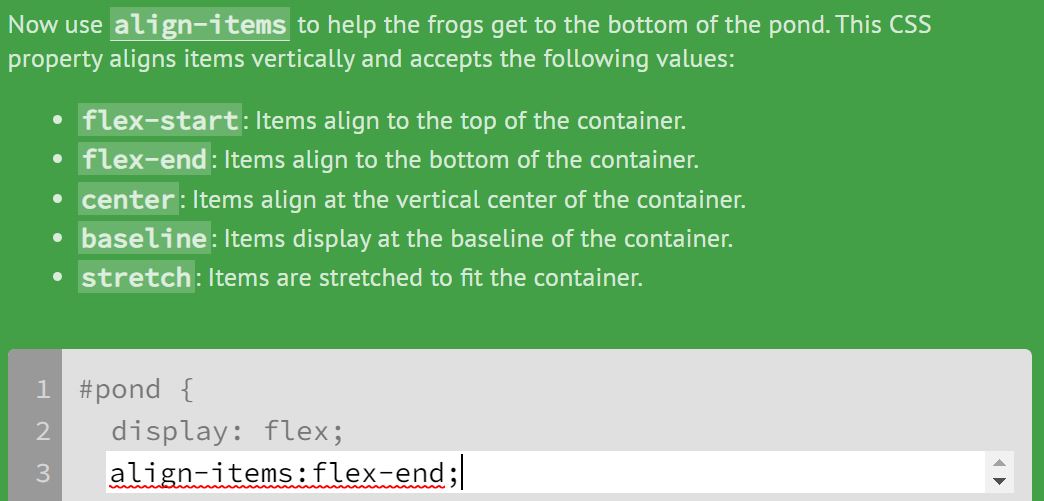 Now use align-items to help the frogs get to the bottom of the pond. This CSS
property aligns items vertically and accepts the following values:
• flex-start: Items align to the top of the container.
• flex-end: Items align to the bottom of the container.
• center: Items align at the vertical center of the container.
• baseline: Items display at the baseline of the container.
• stretch: Items are stretched to fit the container.
1 #pond {
2 display: flex;
3 align-items:flex-end;